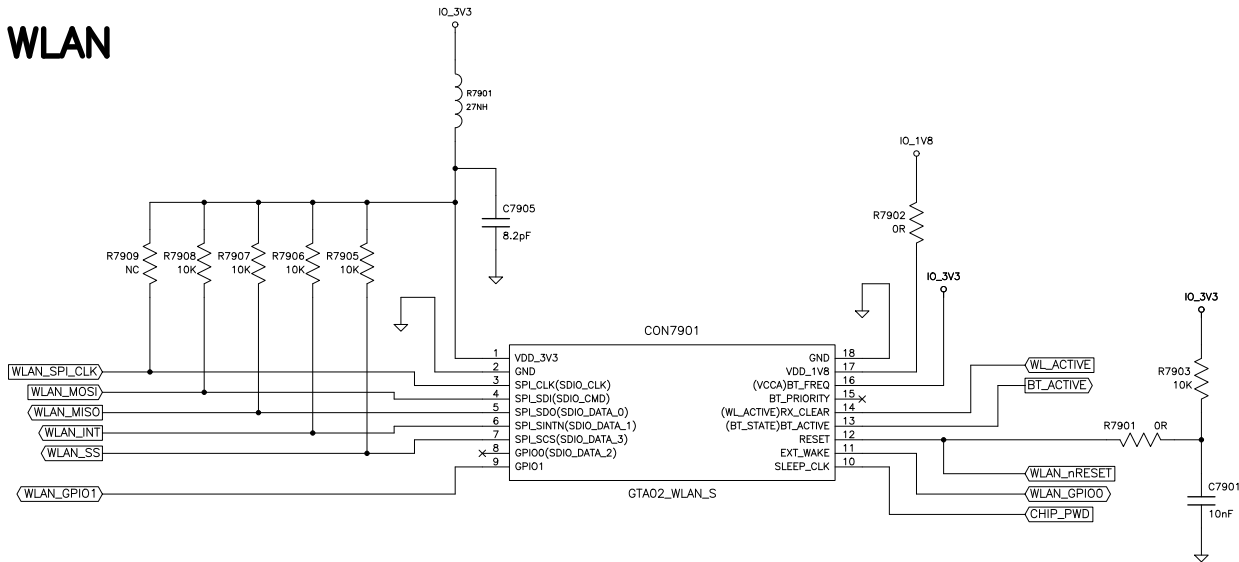 WLAN
IO_3V3
R7901
27NH
IO_1V8
C7905
8.2pF
R7902
0R
R7909
NC
R7908
10K
R7907
10K
R7906
10K
R7905
10K
IO_3V3
IO_3V3
CON7901
1 VDD_3V3
2 GND
3 SPI_CLK(SDIO_CLK)
4 SPI_SDI(SDIO_CMD)
5 SPI_SDO(SDIO_DATA_0)
6 SPI_SINTN(SDIO_DATA_1)
7 SPI_SCS(SDIO_DATA_3)
8 GPIO0(SDIO_DATA_2)
9 GPIO1
GND 18
VDD_1V8 17
(VCCA)BT_FREQ 16
BT_PRIORITY 15
(WL_ACTIVE)RX_CLEAR 14
(BT_STATE)BT_ACTIVE 13
RESET 12
EXT_WAKE 11
SLEEP_CLK 10
GTA02_WLAN_S
WLAN_SPI_CLK
WLAN_MOSI
WLAN_MISO
WLAN_INT
WLAN_SS
WLAN_GPIO1
WL_ACTIVE
BT_ACTIVE
R7903
10K
R7901 0R
WLAN_nRESET
WLAN_GPIO0
CHIP_PWD
C7901
10nF